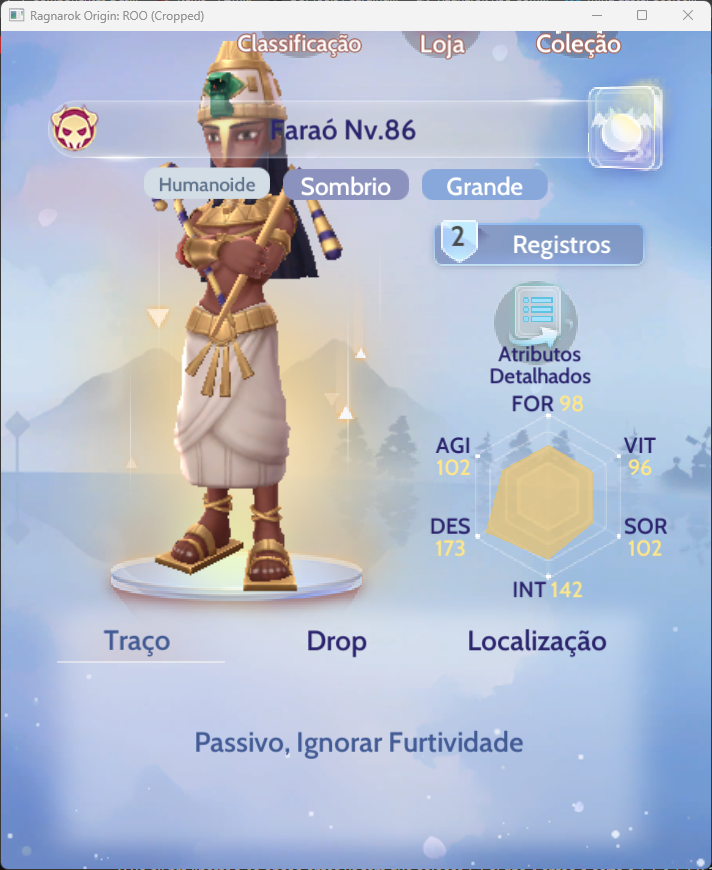 Ragnarok Origin: ROO (Cropped)
Classificação
Loja
Coleção
Faraó Nv.86
Humanoide
Sombrio
Grande
2
Registros
Atributos
Detalhados
FOR 98
AGI
102
VIT
96
DES
173
SOR
102
INT 142
Traço
Drop
Localização
Passivo, Ignorar Furtividade